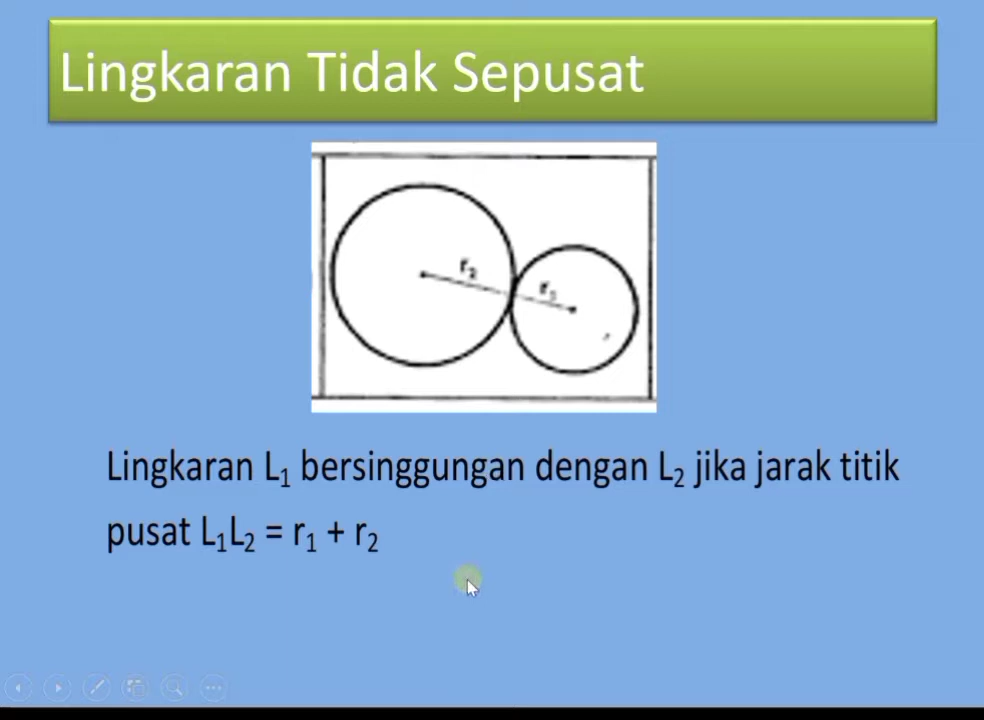 Lingkaran Tidak Sepusat
r₂
r₁
Lingkaran L₁ bersinggungan dengan L₂ jika jarak titik
pusat L₁L₂ = r₁ + r₂